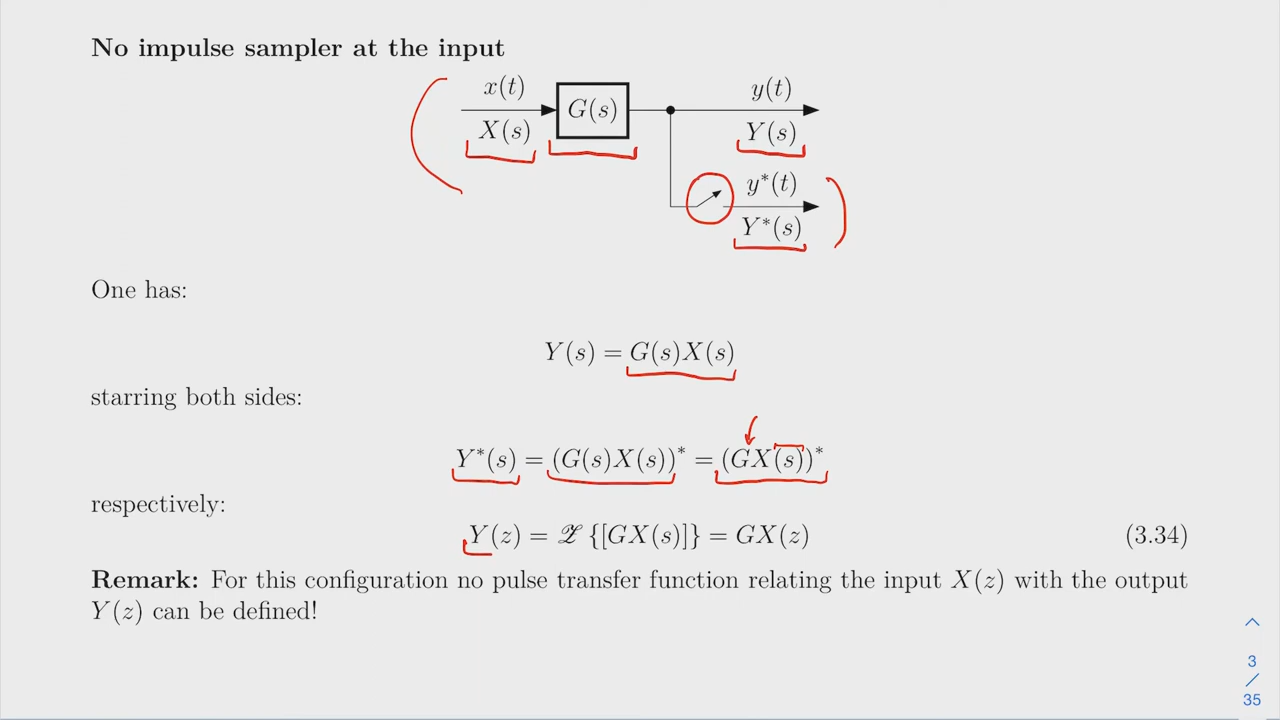 No impulse sampler at the input
x(t)
X(s)
G(s)
y(t)
Y(s)
y*(t)
Y*(s)
One has:
Y(s) = G(s)X(s)
starring both sides:
Y*(s) = (G(s)X(s))* = (GX(s))*
respectively:
Y(z) = 𝒵 {[GX(s)]} = GX(z) (3.34)
Remark: For this configuration no pulse transfer function relating the input X(z) with the output
Y(z) can be defined!
3
/
35